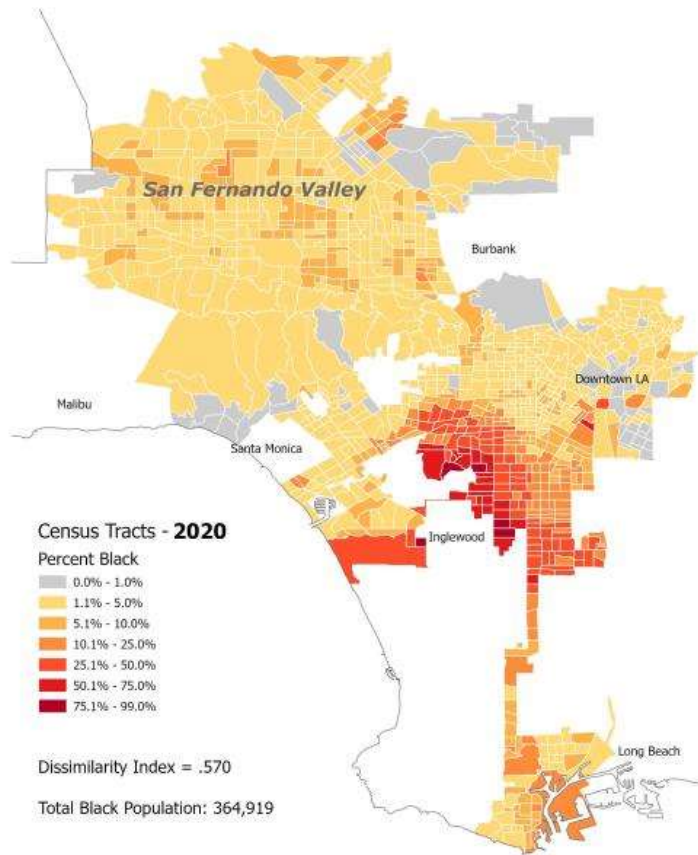 San Fernando Valley
Burbank
Downtown LA
Malibu
Santa Monica
Inglewood
Census Tracts - 2020
Percent Black
0.0% - 1.0%
1.1% - 5.0%
5.1% - 10.0%
10.1% - 25.0%
25.1% - 50.0%
50.1% - 75.0%
75.1% - 99.0%
Long Beach
Dissimilarity Index = .570
Total Black Population: 364,919